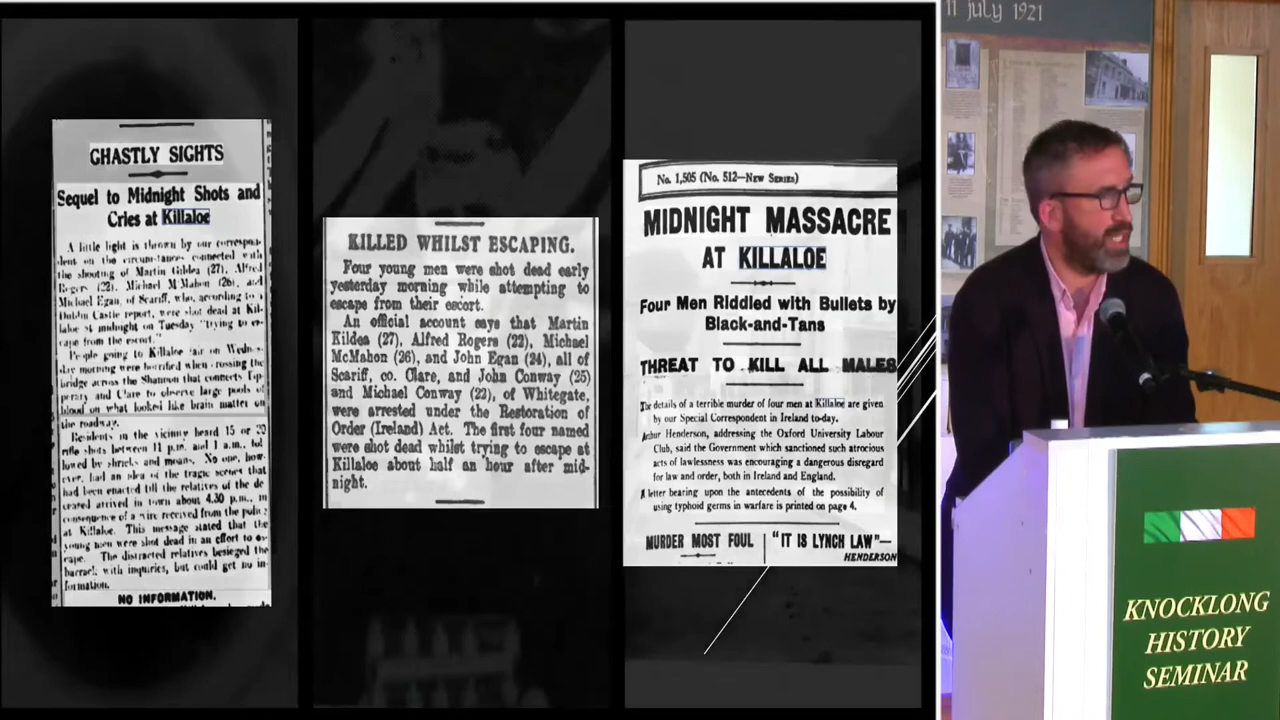 GHASTLY SIGHTS
Sequel to Midnight Shots and
Cries at Killaloe
A little light is thrown by our correspon-
dent on the circumstances connected with
the shooting of Martin Gildea (27), Alfred
Rogers (22), Michael M'Mahon (26), and
Michael Egan, of Scariff, who, according to a
Dublin Castle report, were shot dead at Kil-
laloe at midnight on Tuesday "trying to es-
cape from the escort."
People going to Killaloe fair on Wednes-
day morning were horrified when crossing the
bridge across the Shannon that connects Tip-
perary and Clare to observe large pools of
blood on what looked like brain matter on
the roadway.
Residents in the vicinity heard 15 or 20
rifle shots between 11 p.m. and 1 a.m., fol-
lowed by shrieks and moans. No one, how-
ever, had an idea of the tragic scenes that
had been enacted till the relatives of the de-
ceased arrived in town about 4.30 p.m., in
consequence of a wire received from the police
at Killaloe. This message stated that the
young men were shot dead in an effort to es-
cape. The distracted relatives besieged the
barrack with inquiries, but could get no in-
formation.
NO INFORMATION.
KILLED WHILST ESCAPING.
Four young men were shot dead early
yesterday morning while attempting to
escape from their escort.
An official account says that Martin
Kildea (27), Alfred Rogers (22), Michael
McMahon (26), and John Egan (24), all of
Scariff, co. Clare, and John Conway (25)
and Michael Conway (23), of Whitegate,
were arrested under the Restoration of
Order (Ireland) Act. The first four named
were shot dead whilst trying to escape at
Killaloe about half an hour after mid-
night.
No. 1,505 (No. 512—New Series)
MIDNIGHT MASSACRE
AT KILLALOE
Four Men Riddled with Bullets by
Black-and-Tans
THREAT TO KILL ALL MALES
The details of a terrible murder of four men at Killaloe are given
by our Special Correspondent in Ireland to-day.
Arthur Henderson, addressing the Oxford University Labour
Club, said the Government which sanctioned such atrocious
acts of lawlessness was encouraging a dangerous disregard
for law and order, both in Ireland and England.
A letter bearing upon the antecedents of the possibility of
using typhoid germs in warfare is printed on page 4.
MURDER MOST FOUL
"IT IS LYNCH LAW"—
HENDERSON
11 july 1921
KNOCKLONG
HISTORY
SEMINAR